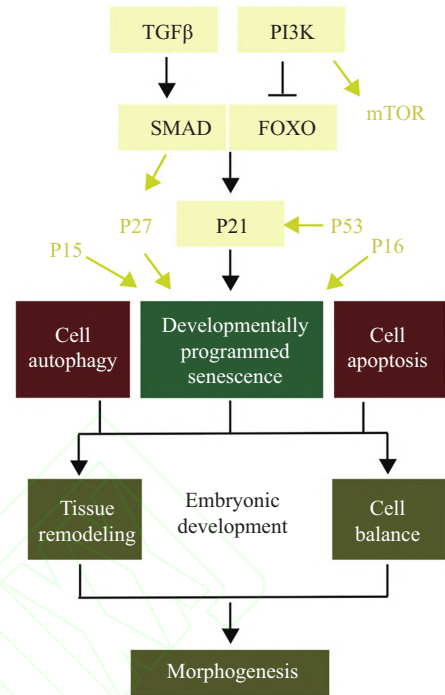 TGFβ
PI3K
mTOR
SMAD
FOXO
P27
P21
P53
P15
P16
Cell
autophagy
Developmentally
programmed
senescence
Cell
apoptosis
Tissue
remodeling
Embryonic
development
Cell
balance
Morphogenesis